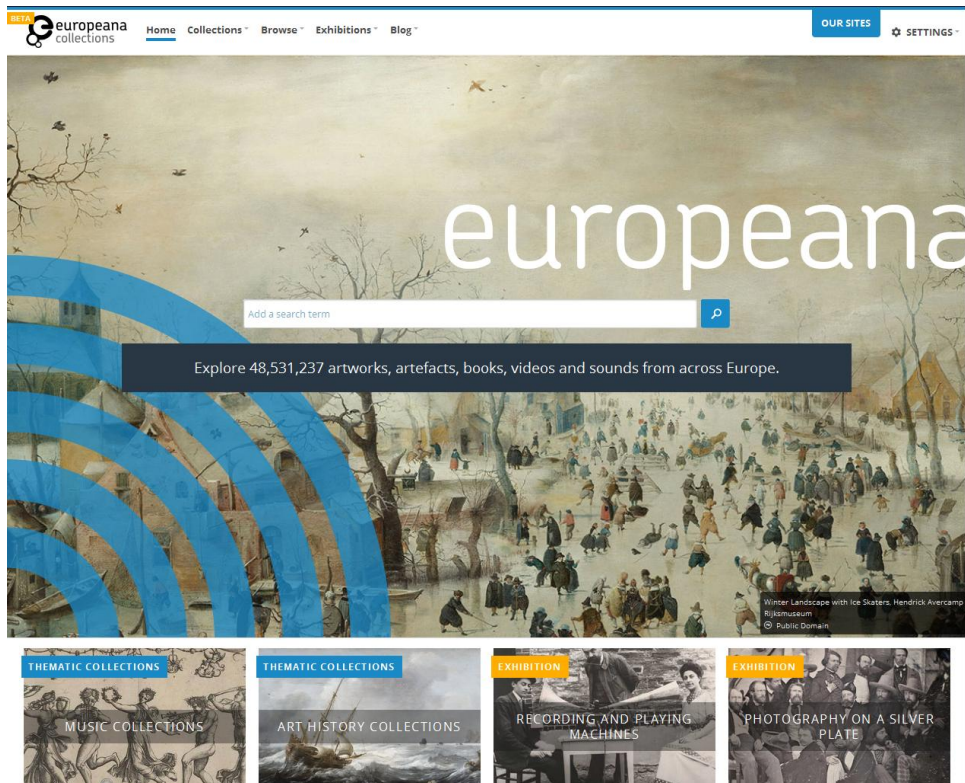 BETA
europeana
collections
Home Collections Browse Exhibitions Blog
OUR SITES
SETTINGS
europeana
Add a search term
Explore 48,531,237 artworks, artefacts, books, videos and sounds from across Europe.
Winter Landscape with Ice Skaters, Hendrick Avercamp
Rijksmuseum
Public Domain
THEMATIC COLLECTIONS
MUSIC COLLECTIONS
THEMATIC COLLECTIONS
ART HISTORY COLLECTIONS
EXHIBITION
RECORDING AND PLAYING
MACHINES
EXHIBITION
PHOTOGRAPHY ON A SILVER
PLATE